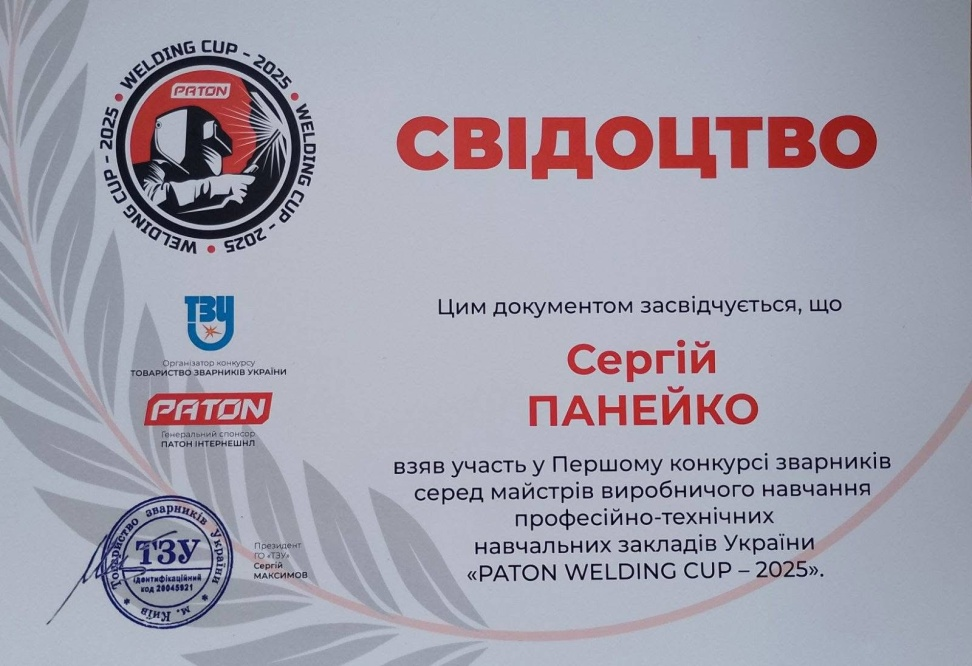 WELDING CUP - 2025 • WELDING CUP - 2025 • WELDING CUP - 2025 •
PATON
СВІДОЦТВО
Цим документом засвідчується, що
Сергій
ПАНЕЙКО
взяв участь у Першому конкурсі зварників
серед майстрів виробничого навчання
професійно-технічних
навчальних закладів України
«PATON WELDING CUP – 2025».
ТЗУ
Організатор конкурсу
ТОВАРИСТВО ЗВАРНИКІВ УКРАЇНИ
PATON
Генеральний спонсор
ПАТОН ІНТЕРНЕШНЛ
Товариство зварників України
ТЗУ
ідентифікаційний
код 20045921
м. Київ
Президент
ГО «ТЗУ»
Сергій
МАКСИМОВ